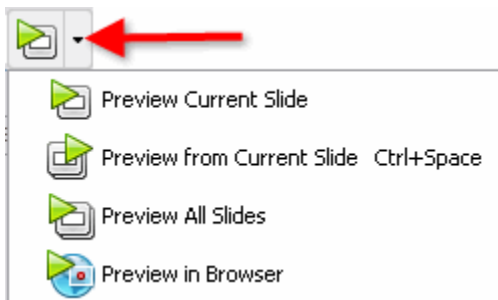 Preview Current Slide
Preview from Current Slide Ctrl+Space
Preview All Slides
Preview in Browser